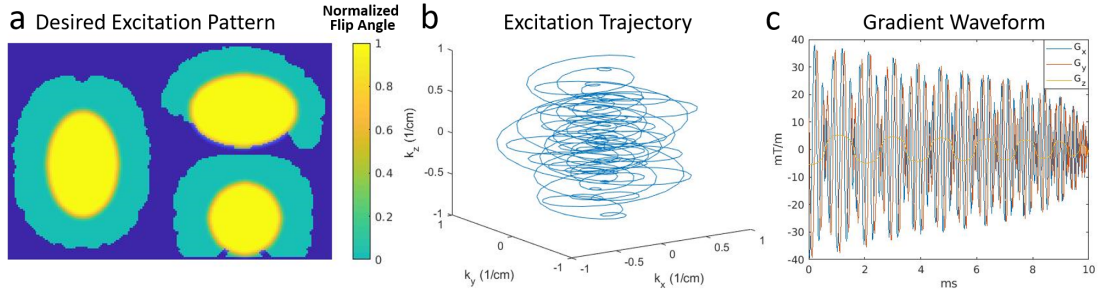 a Desired Excitation Pattern
Normalized
Flip Angle
1
0.8
0.6
0.4
0.2
0
b Excitation Trajectory
1
0.5
0
-0.5
-1
k_z (1/cm)
1
0
-1
k_y (1/cm)
-1
-0.5
0
0.5
1
k_x (1/cm)
c Gradient Waveform
G_x
G_y
G_z
40
30
20
10
0
-10
-20
-30
-40
mT/m
0 2 4 6 8 10
ms